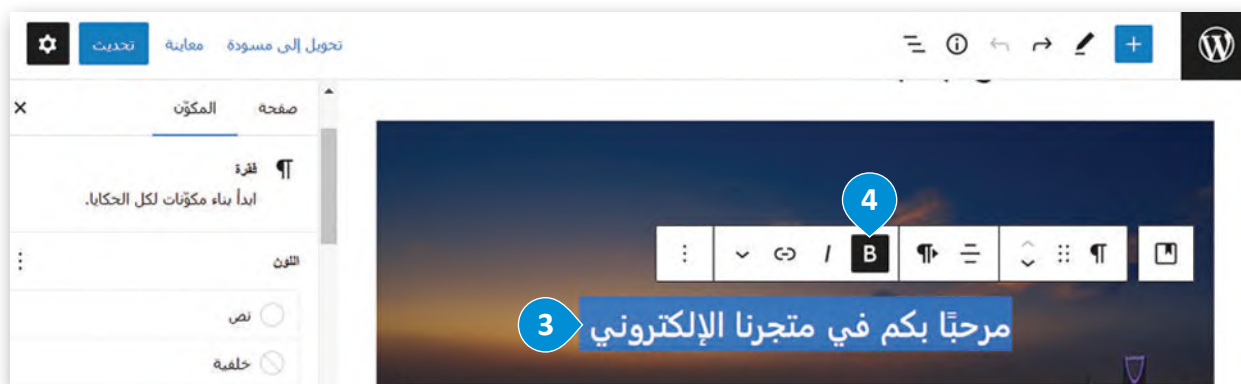 تحويل إلى مسودة
معاينة
تحديث
صفحة
المكوّن
فقرة
ابدأ بناء مكوّنات لكل الحكايا.
اللون
نص
خلفية
4
B I
3
مرحبًا بكم في متجرنا الإلكتروني